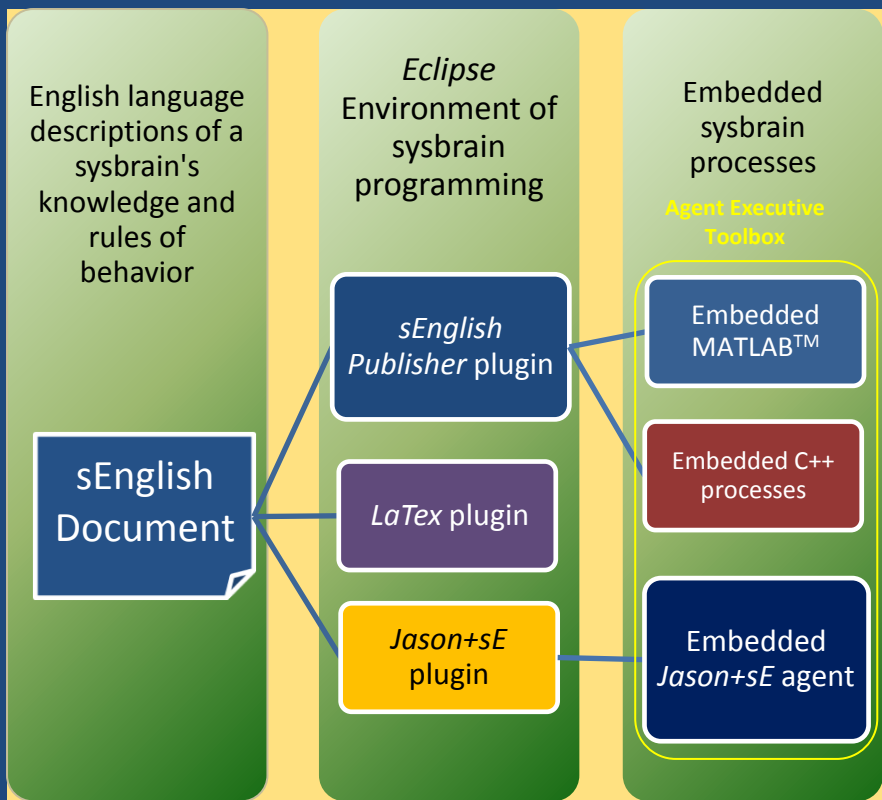 English language
descriptions of a
sysbrain's
knowledge and
rules of
behavior
sEnglish
Document
Eclipse
Environment of
sysbrain
programming
sEnglish
Publisher plugin
LaTex plugin
Jason+sE
plugin
Embedded
sysbrain
processes
Agent Executive
Toolbox
Embedded
MATLAB™
Embedded C++
processes
Embedded
Jason+sE agent